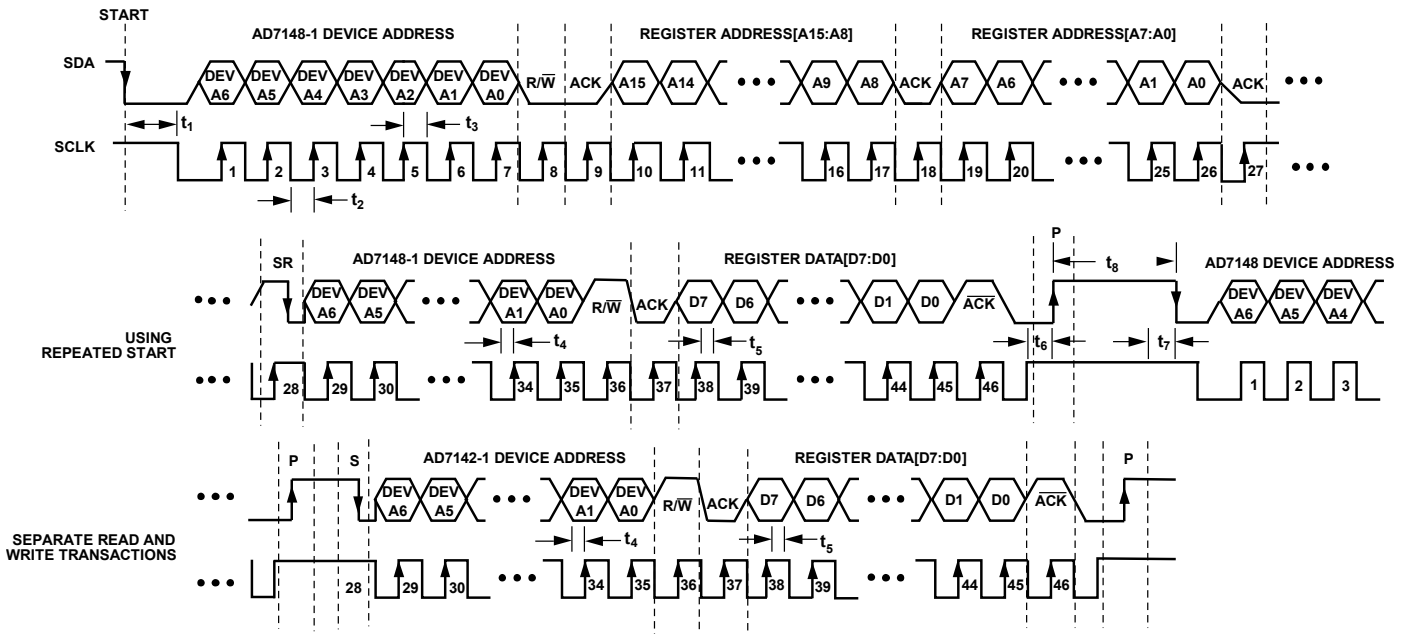 START
AD7148-1 DEVICE ADDRESS REGISTER ADDRESS[A15:A8] REGISTER ADDRESS[A7:A0]
SDA DEV A6 DEV A5 DEV A4 DEV A3 DEV A2 DEV A1 DEV A0 R/W̅ ACK A15 A14 A9 A8 ACK A7 A6 A1 A0 ACK
t1 t3
SCLK 1 2 3 4 5 6 7 8 9 10 11 16 17 18 19 20 25 26 27
t2
P
SR AD7148-1 DEVICE ADDRESS REGISTER DATA[D7:D0] t8 AD7148 DEVICE ADDRESS
DEV A6 DEV A5 DEV A1 DEV A0 R/W̅ ACK D7 D6 D1 D0 A̅C̅K̅ DEV A6 DEV A5 DEV A4
USING
REPEATED START
t4 t5 t6 t7
28 29 30 34 35 36 37 38 39 44 45 46 1 2 3
P S AD7142-1 DEVICE ADDRESS REGISTER DATA[D7:D0] P
DEV A6 DEV A5 DEV A1 DEV A0 R/W̅ ACK D7 D6 D1 D0 A̅C̅K̅
SEPARATE READ AND
WRITE TRANSACTIONS
t4 t5
28 29 30 34 35 36 37 38 39 44 45 46